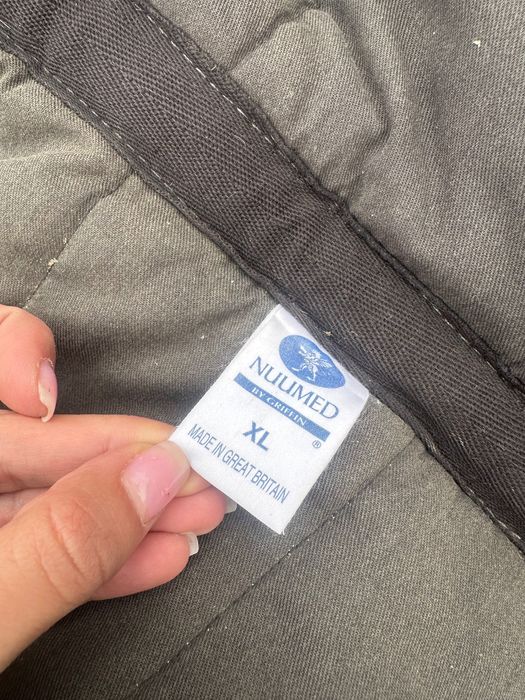 NUUMED
BY GRIFFIN
®
XL
MADE IN GREAT BRITAIN